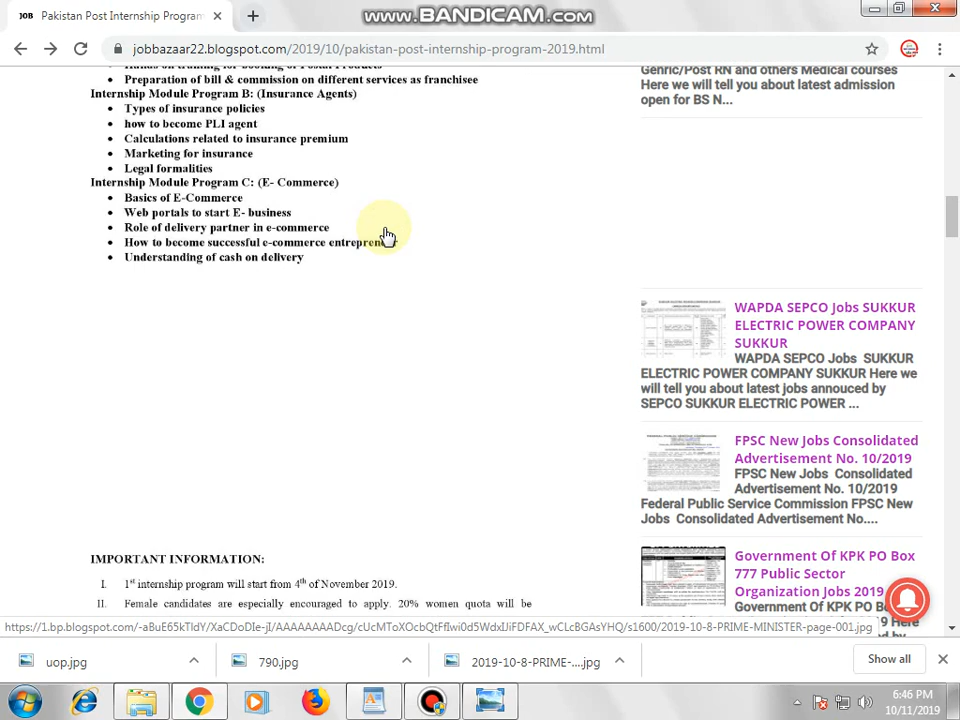 Pakistan Post Internship Program
www.BANDICAM.com
jobbazaar22.blogspot.com/2019/10/pakistan-post-internship-program-2019.html
Hands on training for booking of Postal Products
• Preparation of bill & commission on different services as franchisee
Internship Module Program B: (Insurance Agents)
• Types of insurance policies
• how to become PLI agent
• Calculations related to insurance premium
• Marketing for insurance
• Legal formalities
Internship Module Program C: (E- Commerce)
• Basics of E-Commerce
• Web portals to start E- business
• Role of delivery partner in e-commerce
• How to become successful e-commerce entrepreneur
• Understanding of cash on delivery
IMPORTANT INFORMATION:
I. 1st internship program will start from 4th of November 2019.
II. Female candidates are especially encouraged to apply. 20% women quota will be
Genric/Post RN and others Medical courses
Here we will tell you about latest admission
open for BS N...
WAPDA SEPCO Jobs SUKKUR
ELECTRIC POWER COMPANY
SUKKUR
WAPDA SEPCO Jobs SUKKUR
ELECTRIC POWER COMPANY SUKKUR Here we
will tell you about latest jobs annouced by
SEPCO SUKKUR ELECTRIC POWER ...
FPSC New Jobs Consolidated
Advertisement No. 10/2019
FPSC New Jobs Consolidated
Advertisement No. 10/2019
Federal Public Service Commission FPSC New
Jobs Consolidated Advertisement No....
Government Of KPK PO Box
777 Public Sector
Organization Jobs 2019
Government Of KPK PO Bo
https://1.bp.blogspot.com/-aBuE65kTIdY/XaCDoDIe-jI/AAAAAAAADcg/cUcMToXOcbQtFfIwi0d5WdxIJiFDFAX_wCLcBGAsYHQ/s1600/2019-10-8-PRIME-MINISTER-page-001.jpg
uop.jpg
790.jpg
2019-10-8-PRIME-....jpg
Show all
6:46 PM
10/11/2019